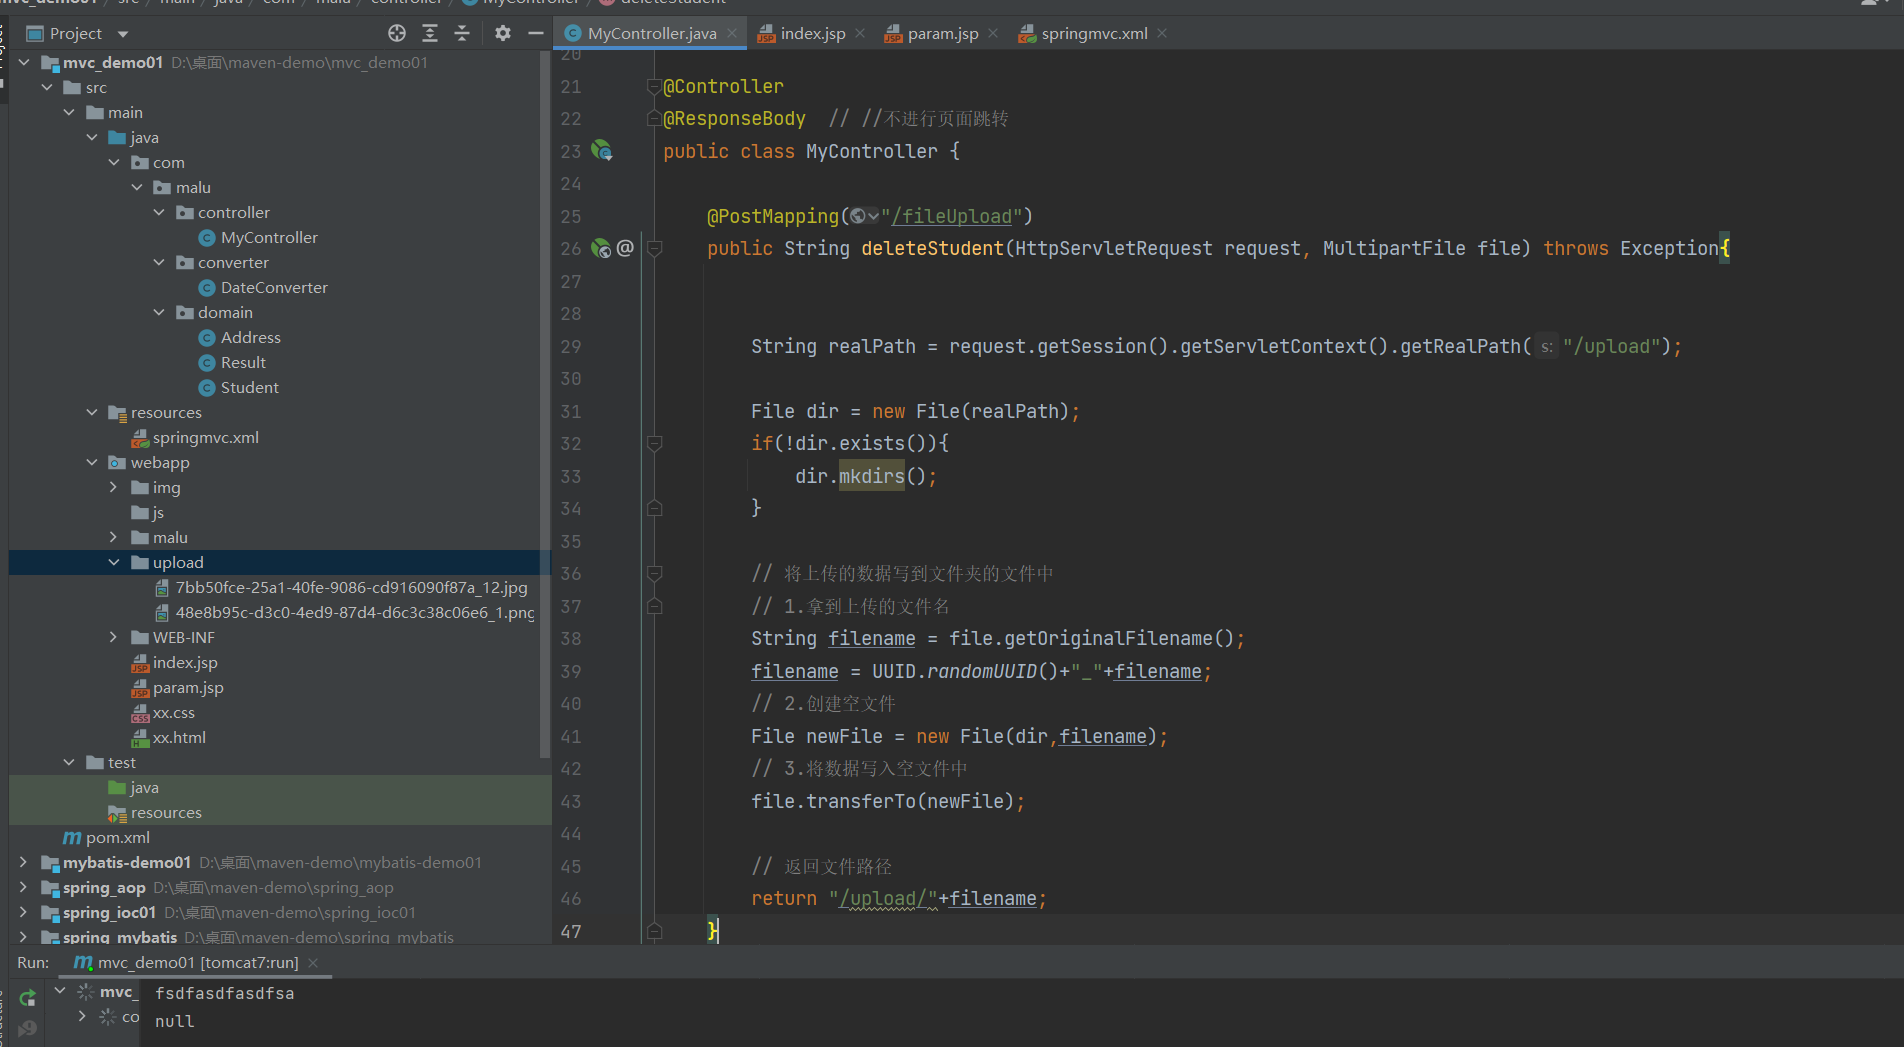 mvc_demo01 / src / main / java / com / malu / controller / MyController / deleteStudent
Project
MyController.java
index.jsp
param.jsp
springmvc.xml
mvc_demo01 D:\桌面\maven-demo\mvc_demo01
src
main
java
com
malu
controller
MyController
converter
DateConverter
domain
Address
Result
Student
resources
springmvc.xml
webapp
img
js
malu
upload
7bb50fce-25a1-40fe-9086-cd916090f87a_12.jpg
48e8b95c-d3c0-4ed9-87d4-d6c3c38c06e6_1.png
WEB-INF
index.jsp
param.jsp
xx.css
xx.html
test
java
resources
pom.xml
mybatis-demo01 D:\桌面\maven-demo\mybatis-demo01
spring_aop D:\桌面\maven-demo\spring_aop
spring_ioc01 D:\桌面\maven-demo\spring_ioc01
spring_mybatis D:\桌面\maven-demo\spring_mybatis
20
21 @Controller
22 @ResponseBody // //不进行页面跳转
23 public class MyController {
24
25 @PostMapping("/fileUpload")
26 public String deleteStudent(HttpServletRequest request, MultipartFile file) throws Exception{
27
28
29 String realPath = request.getSession().getServletContext().getRealPath( s: "/upload");
30
31 File dir = new File(realPath);
32 if(!dir.exists()){
33 dir.mkdirs();
34 }
35
36 // 将上传的数据写到文件夹的文件中
37 // 1.拿到上传的文件名
38 String filename = file.getOriginalFilename();
39 filename = UUID.randomUUID()+"_"+filename;
40 // 2.创建空文件
41 File newFile = new File(dir,filename);
42 // 3.将数据写入空文件中
43 file.transferTo(newFile);
44
45 // 返回文件路径
46 return "/upload/"+filename;
47 }
Run: mvc_demo01 [tomcat7:run]
mvc_
co
fsdfasdfasdfsa
null